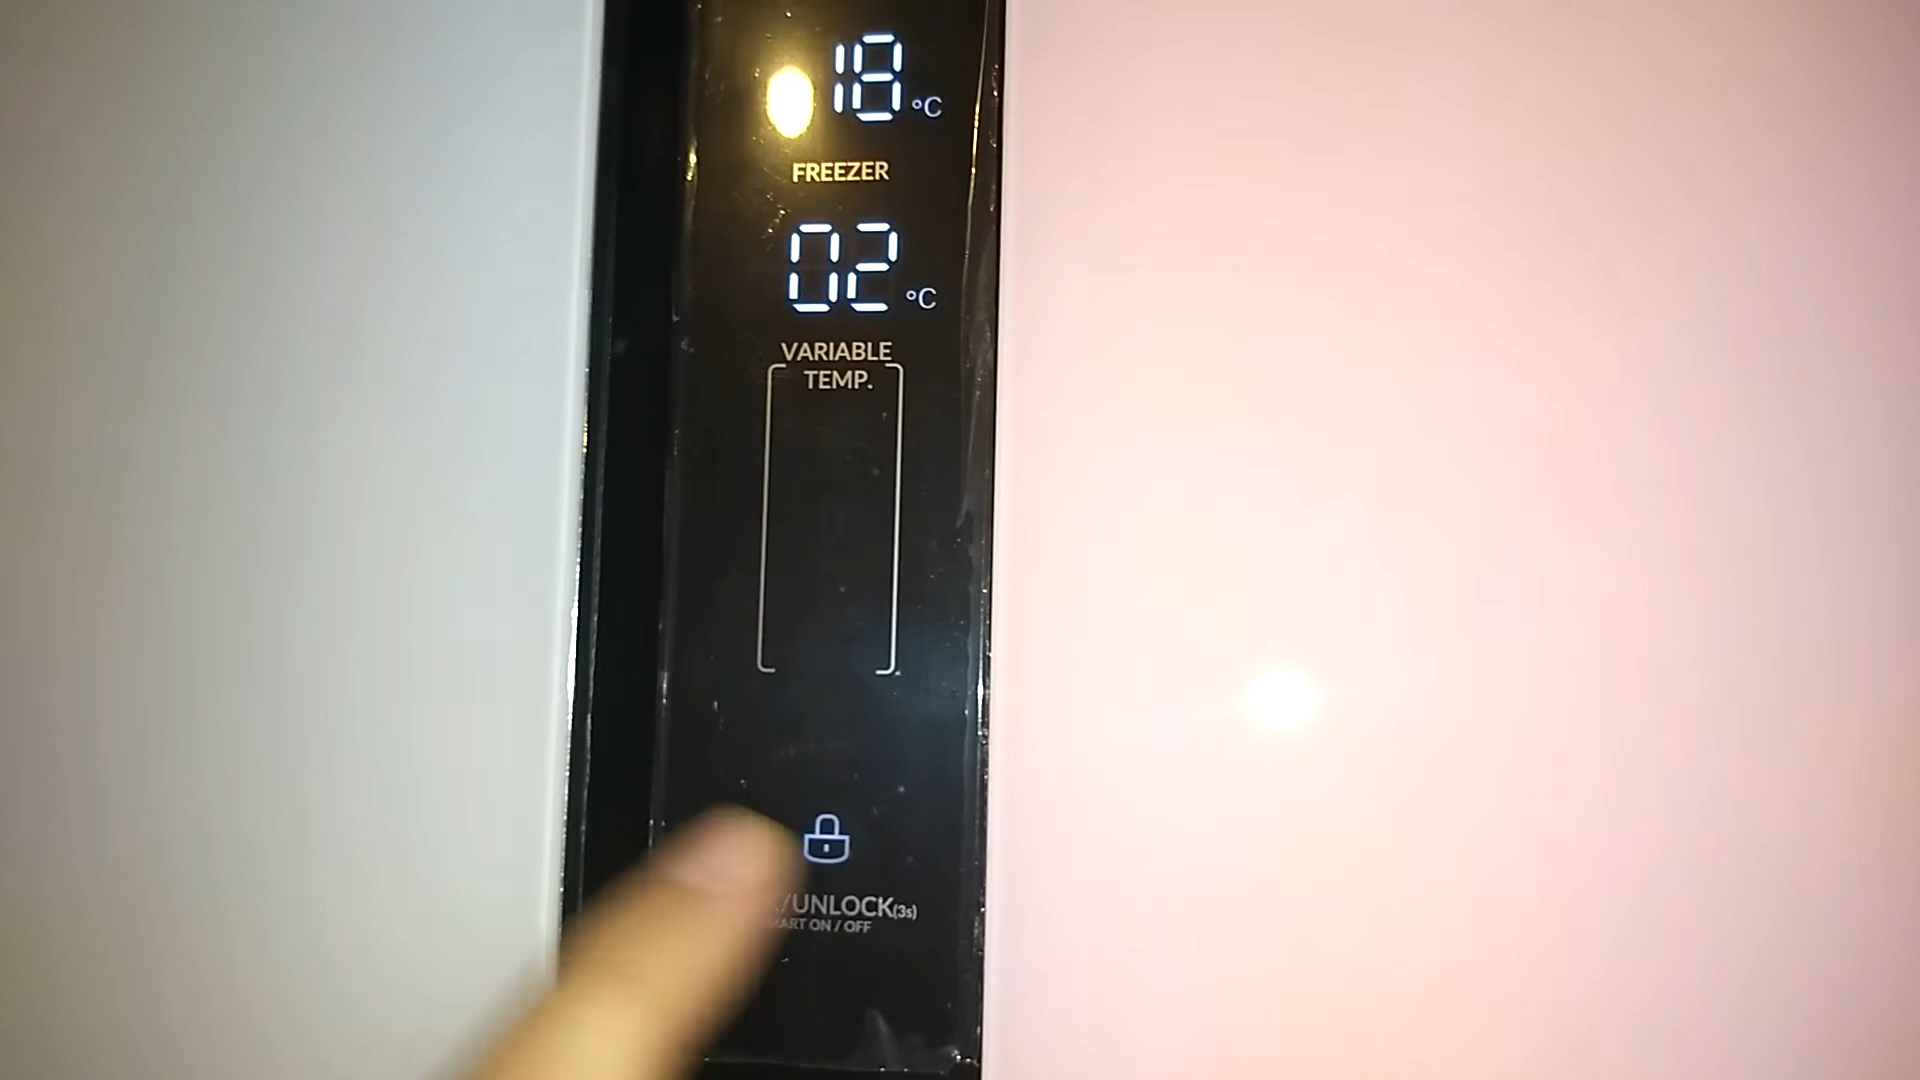 18 °C
FREEZER
02 °C
VARIABLE
TEMP.
/UNLOCK(3s)
ON / OFF